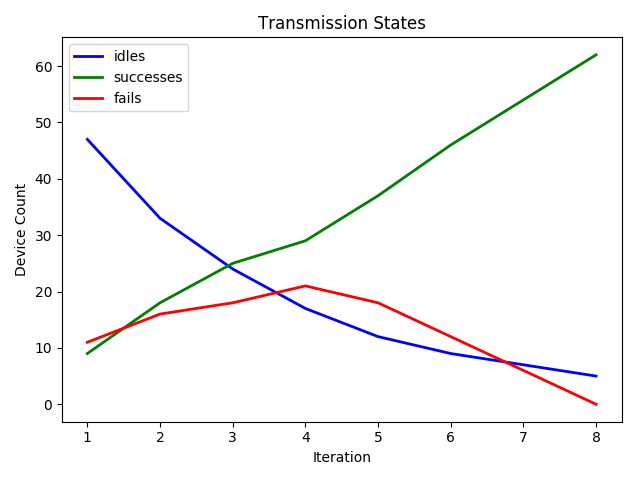 Transmission States
idles
successes
fails
Device Count
60
50
40
30
20
10
0
1 2 3 4 5 6 7 8
Iteration